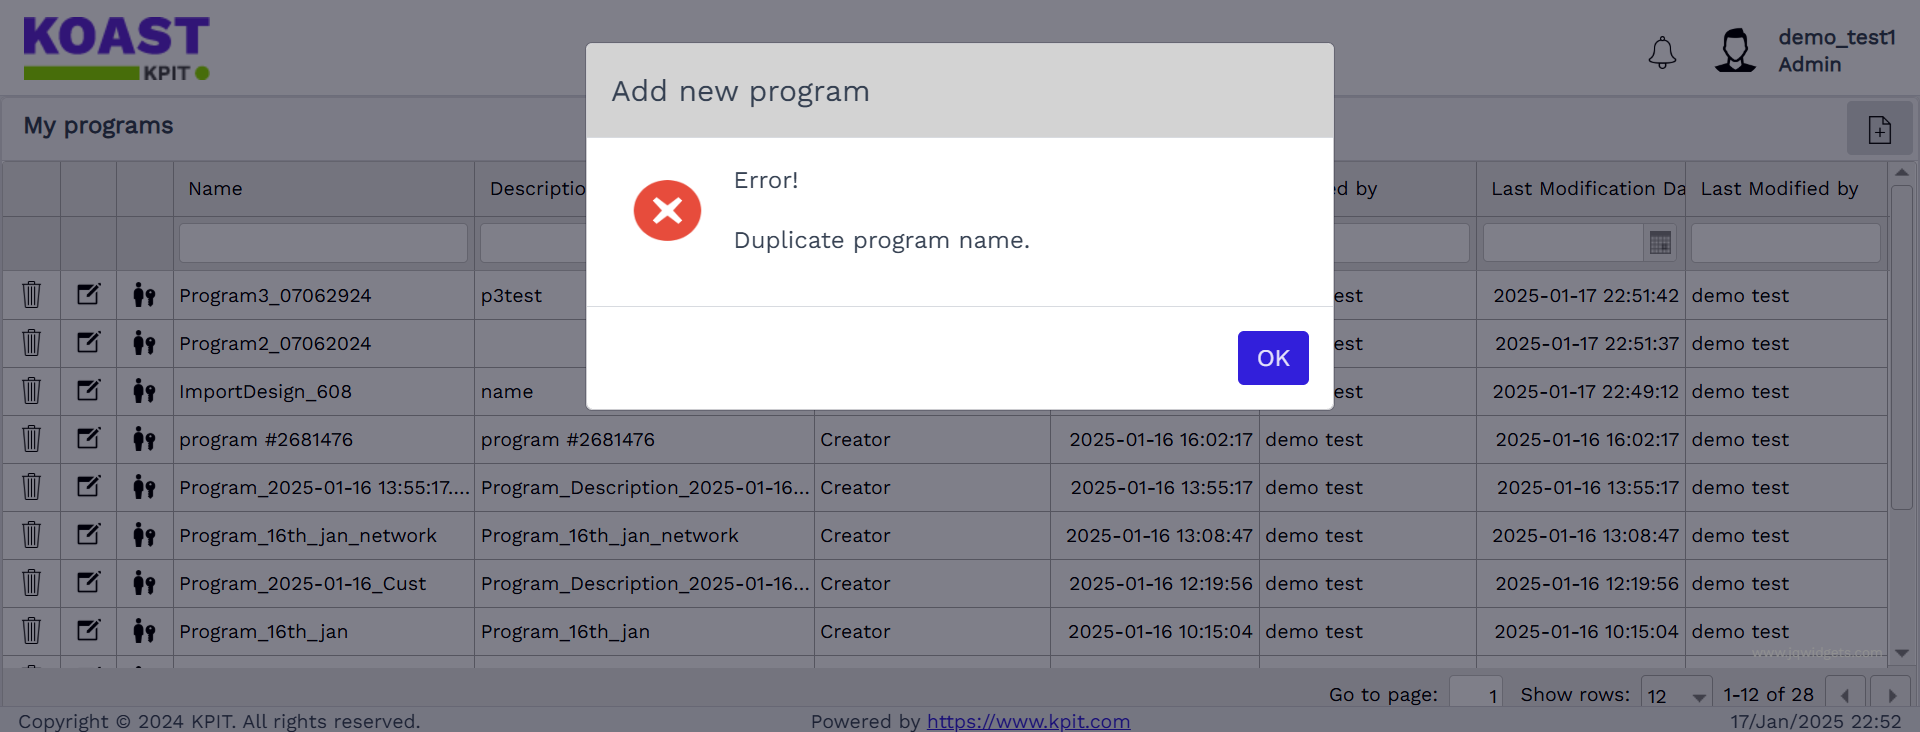 KOAST
KPIT
demo_test1
Admin
Add new program
My programs
Error!
Duplicate program name.
OK
Name Descriptio d by Last Modification Da Last Modified by
Program3_07062924 p3test est 2025-01-17 22:51:42 demo test
Program2_07062024 est 2025-01-17 22:51:37 demo test
ImportDesign_608 name est 2025-01-17 22:49:12 demo test
program #2681476 program #2681476 Creator 2025-01-16 16:02:17 demo test 2025-01-16 16:02:17 demo test
Program_2025-01-16 13:55:17.... Program_Description_2025-01-16... Creator 2025-01-16 13:55:17 demo test 2025-01-16 13:55:17 demo test
Program_16th_jan_network Program_16th_jan_network Creator 2025-01-16 13:08:47 demo test 2025-01-16 13:08:47 demo test
Program_2025-01-16_Cust Program_Description_2025-01-16... Creator 2025-01-16 12:19:56 demo test 2025-01-16 12:19:56 demo test
Program_16th_jan Program_16th_jan Creator 2025-01-16 10:15:04 demo test 2025-01-16 10:15:04 demo test
www.jqwidgets.com
Go to page: 1 Show rows: 12 1-12 of 28
Copyright © 2024 KPIT. All rights reserved. Powered by https://www.kpit.com 17/Jan/2025 22:52